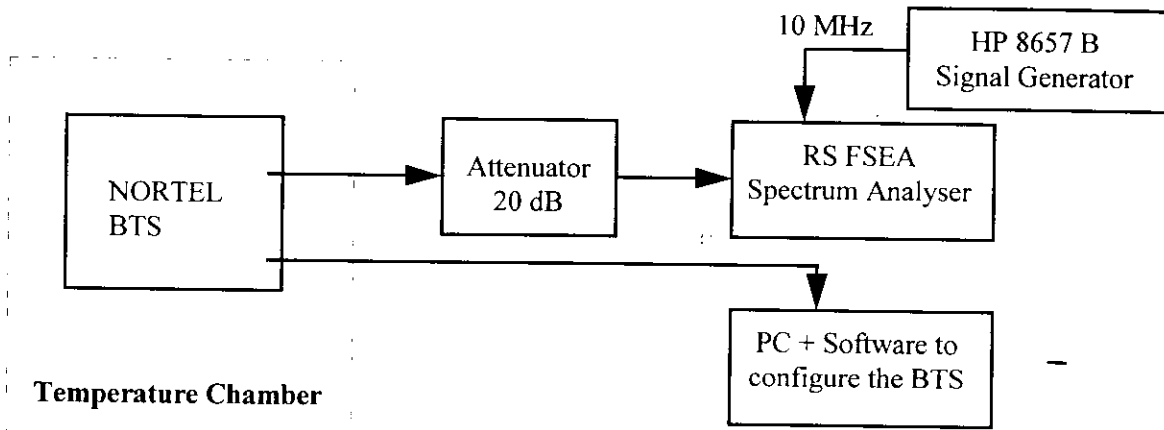 10 MHz
HP 8657 B
Signal Generator
NORTEL
BTS
Attenuator
20 dB
RS FSEA
Spectrum Analyser
PC + Software to
configure the BTS
Temperature Chamber